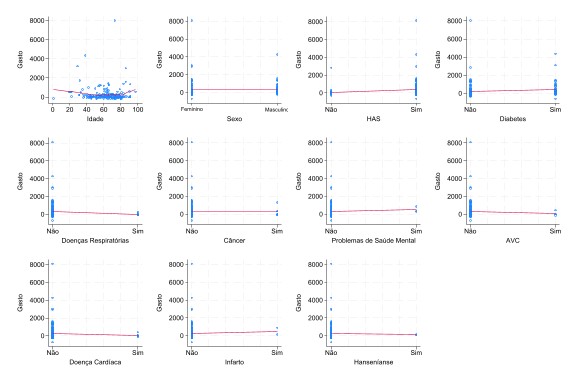 8000
6000
4000
2000
0
Gasto
0 20 40 60 80 100
Idade
8000
6000
4000
2000
0
Gasto
Feminino Masculino
Sexo
8000
6000
4000
2000
0
Gasto
Não Sim
HAS
8000
6000
4000
2000
0
Gasto
Não Sim
Diabetes
8000
6000
4000
2000
0
Gasto
Não Sim
Doenças Respiratórias
8000
6000
4000
2000
0
Gasto
Não Sim
Câncer
8000
6000
4000
2000
0
Gasto
Não Sim
Problemas de Saúde Mental
8000
6000
4000
2000
0
Gasto
Não Sim
AVC
8000
6000
4000
2000
0
Gasto
Não Sim
Doença Cardíaca
8000
6000
4000
2000
0
Gasto
Não Sim
Infarto
8000
6000
4000
2000
0
Gasto
Não Sim
Hanseníanse